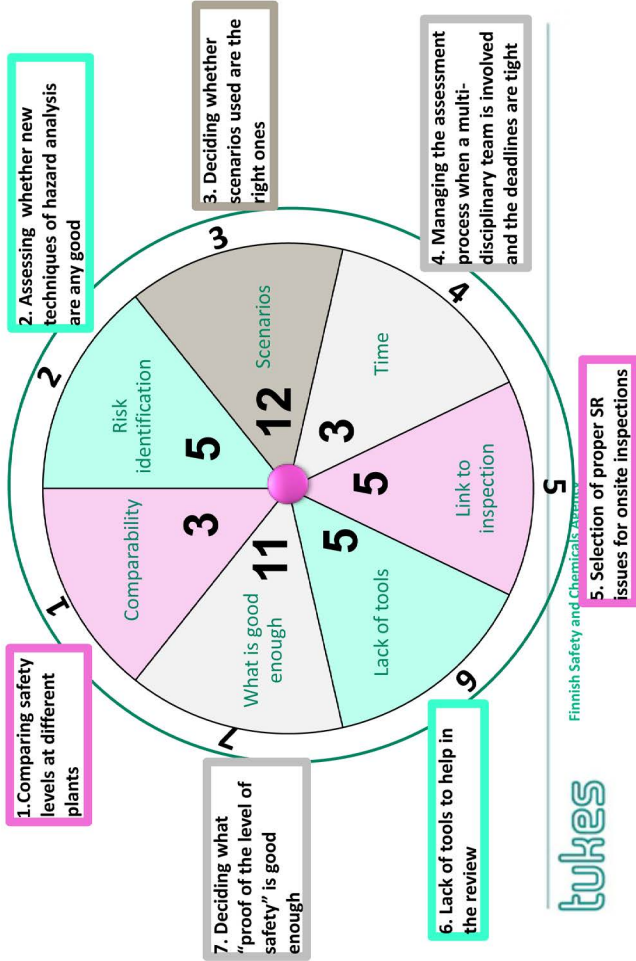 1.Comparing safety
levels at different
plants
2. Assessing whether new
techniques of hazard analysis
are any good
3. Deciding whether
scenarios used are the
right ones
4. Managing the assessment
process when a multi-
disciplinary team is involved
and the deadlines are tight
5. Selection of proper SR
issues for onsite inspections
6. Lack of tools to help in
the review
7. Deciding what
“proof of the level of
safety” is good
enough
1
Comparability
3
2
Risk
identification
5
3
Scenarios
12
4
Time
3
5
Link to
inspection
5
6
Lack of tools
5
7
What is good
enough
11
tukes
Finnish Safety and Chemicals Agency